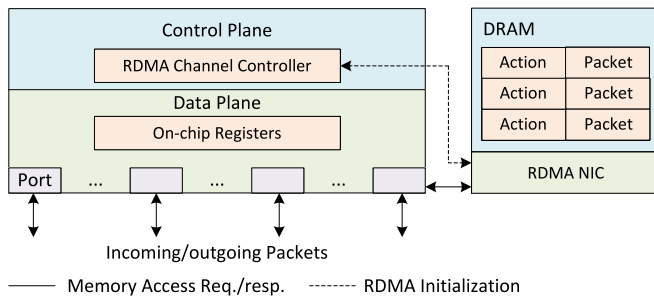 Control Plane
RDMA Channel Controller
Data Plane
On-chip Registers
Port ... ... ...
Incoming/outgoing Packets
DRAM
Action Packet
Action Packet
Action Packet
RDMA NIC
Memory Access Req./resp. RDMA Initialization